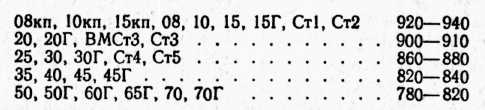 08кп, 10кп, 15кп, 08, 10, 15, 15Г, Ст1, Ст2 920—940
20, 20Г, ВМСт3, Ст3 . . . . . . . . . . . . 900—910
25, 30, 30Г, Ст4, Ст5 . . . . . . . . . . . 860—880
35, 40, 45, 45Г . . . . . . . . . . . . . . 820—840
50, 50Г, 60Г, 65Г, 70, 70Г . . . . . . . . 780—820